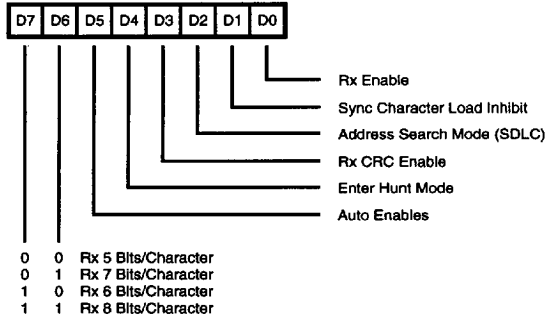 D7 D6 D5 D4 D3 D2 D1 D0
Rx Enable
Sync Character Load Inhibit
Address Search Mode (SDLC)
Rx CRC Enable
Enter Hunt Mode
Auto Enables
0 0 Rx 5 Bits/Character
0 1 Rx 7 Bits/Character
1 0 Rx 6 Bits/Character
1 1 Rx 8 Bits/Character